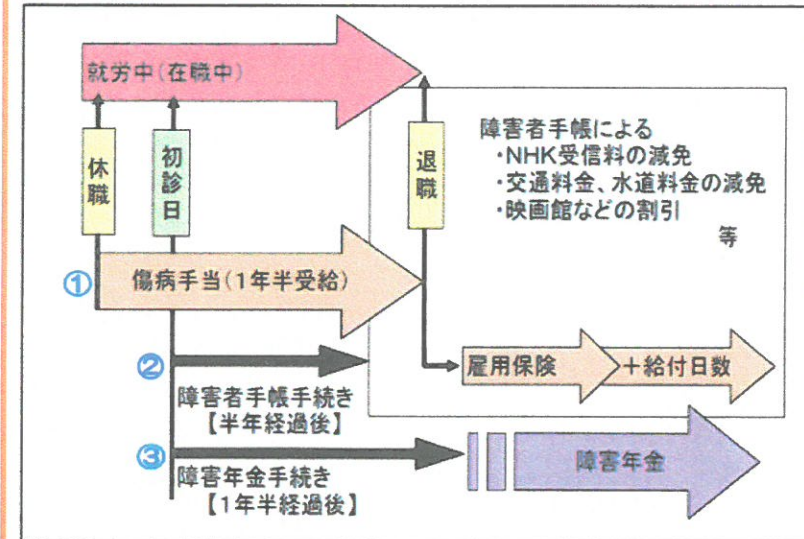 就労中(在職中)
休職
初診日
退職
障害者手帳による
・NHK受信料の減免
・交通料金、水道料金の減免
・映画館などの割引
等
① 傷病手当(1年半受給)
②
障害者手帳手続き
【半年経過後】
雇用保険
+給付日数
③
障害年金手続き
【1年半経過後】
障害年金